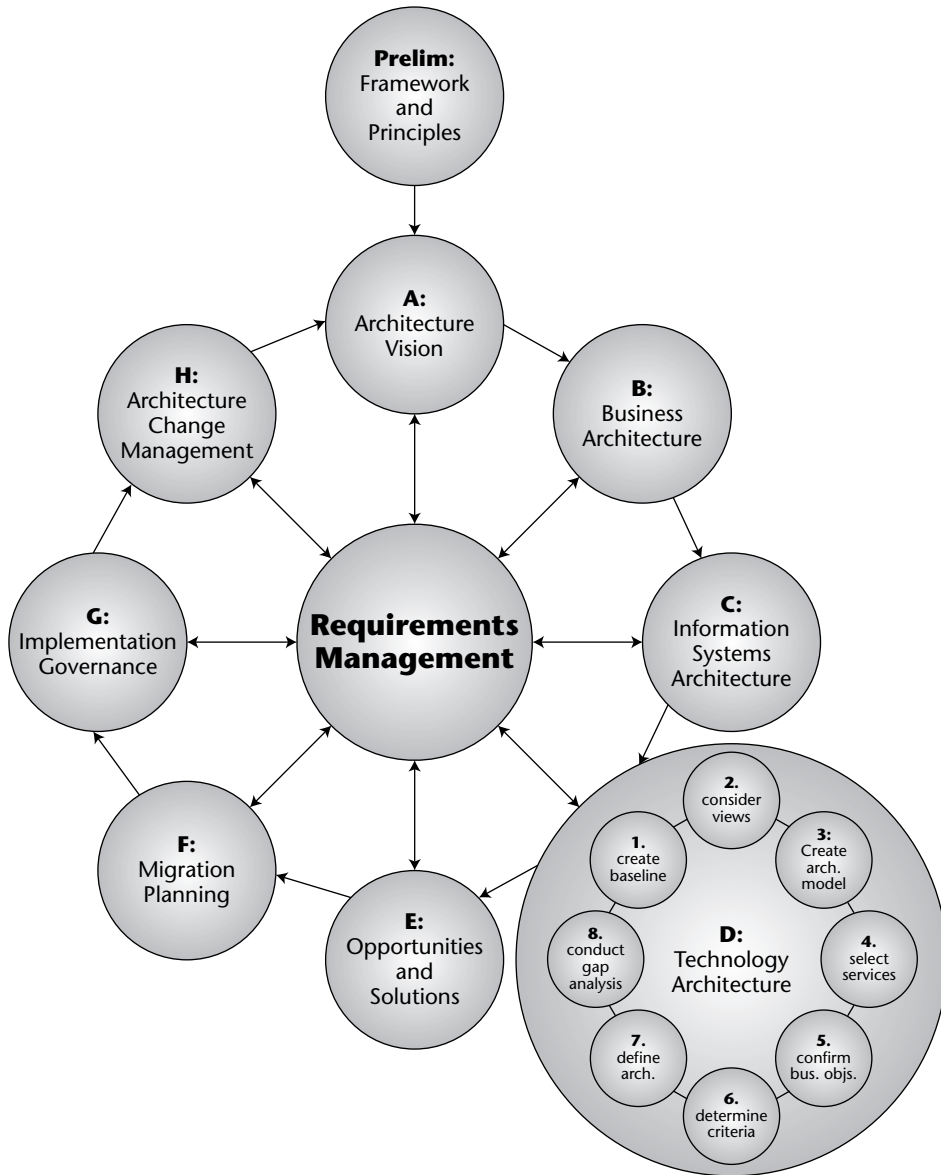 Prelim:
Framework
and
Principles
A:
Architecture
Vision
B:
Business
Architecture
H:
Architecture
Change
Management
Requirements
Management
C:
Information
Systems
Architecture
G:
Implementation
Governance
F:
Migration
Planning
E:
Opportunities
and
Solutions
D:
Technology
Architecture
1.
create
baseline
2.
consider
views
3:
Create
arch.
model
4.
select
services
5.
confirm
bus. objs.
6.
determine
criteria
7.
define
arch.
8.
conduct
gap
analysis